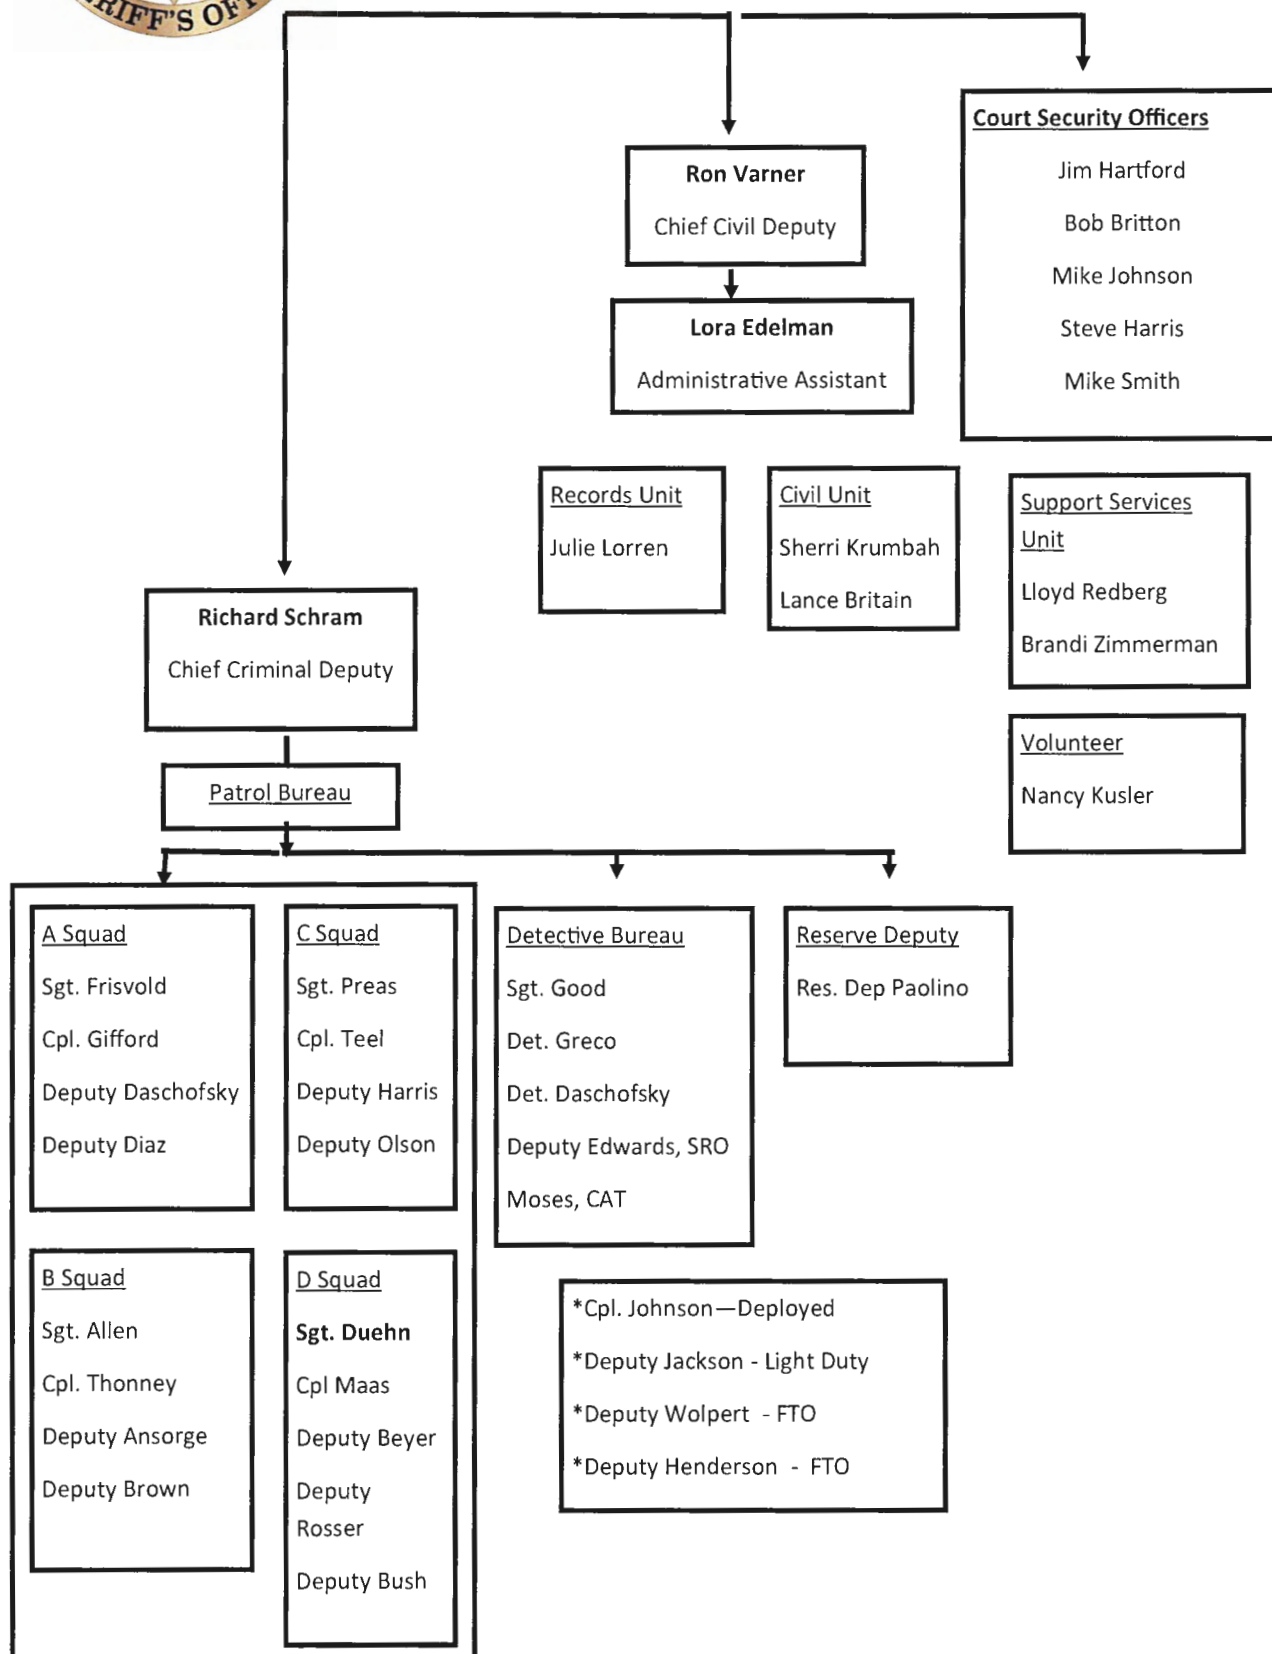 Court Security Officers
Jim Hartford
Bob Britton
Mike Johnson
Steve Harris
Mike Smith
Ron Varner
Chief Civil Deputy
Lora Edelman
Administrative Assistant
Records Unit
Julie Lorren
Civil Unit
Sherri Krumbah
Lance Britain
Support Services
Unit
Lloyd Redberg
Brandi Zimmerman
Volunteer
Nancy Kusler
Richard Schram
Chief Criminal Deputy
Patrol Bureau
A Squad
Sgt. Frisvold
Cpl. Gifford
Deputy Daschofsky
Deputy Diaz
C Squad
Sgt. Preas
Cpl. Teel
Deputy Harris
Deputy Olson
Detective Bureau
Sgt. Good
Det. Greco
Det. Daschofsky
Deputy Edwards, SRO
Moses, CAT
Reserve Deputy
Res. Dep Paolino
B Squad
Sgt. Allen
Cpl. Thonney
Deputy Ansorge
Deputy Brown
D Squad
Sgt. Duehn
Cpl Maas
Deputy Beyer
Deputy
Rosser
Deputy Bush
*Cpl. Johnson—Deployed
*Deputy Jackson - Light Duty
*Deputy Wolpert - FTO
*Deputy Henderson - FTO